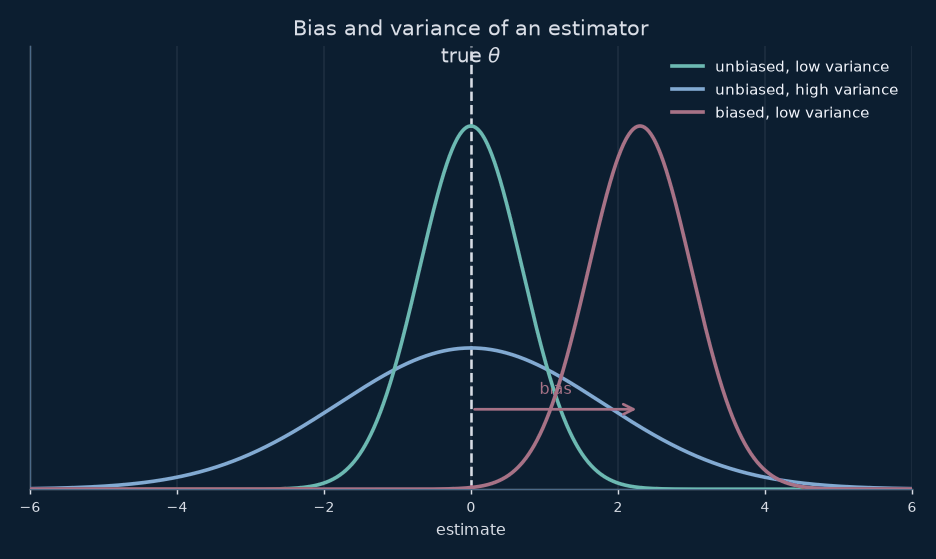 Bias and variance of an estimator
true θ
unbiased, low variance
unbiased, high variance
biased, low variance
bias
−6 −4 −2 0 2 4 6
estimate